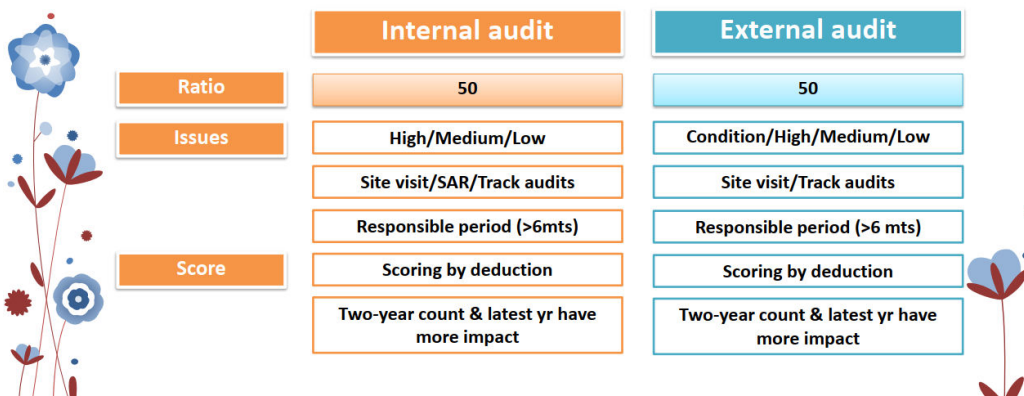 Internal audit
External audit
Ratio
50
50
Issues
High/Medium/Low
Condition/High/Medium/Low
Site visit/SAR/Track audits
Site visit/Track audits
Responsible period (>6mts)
Responsible period (>6 mts)
Score
Scoring by deduction
Scoring by deduction
Two-year count & latest yr have
more impact
Two-year count & latest yr have
more impact